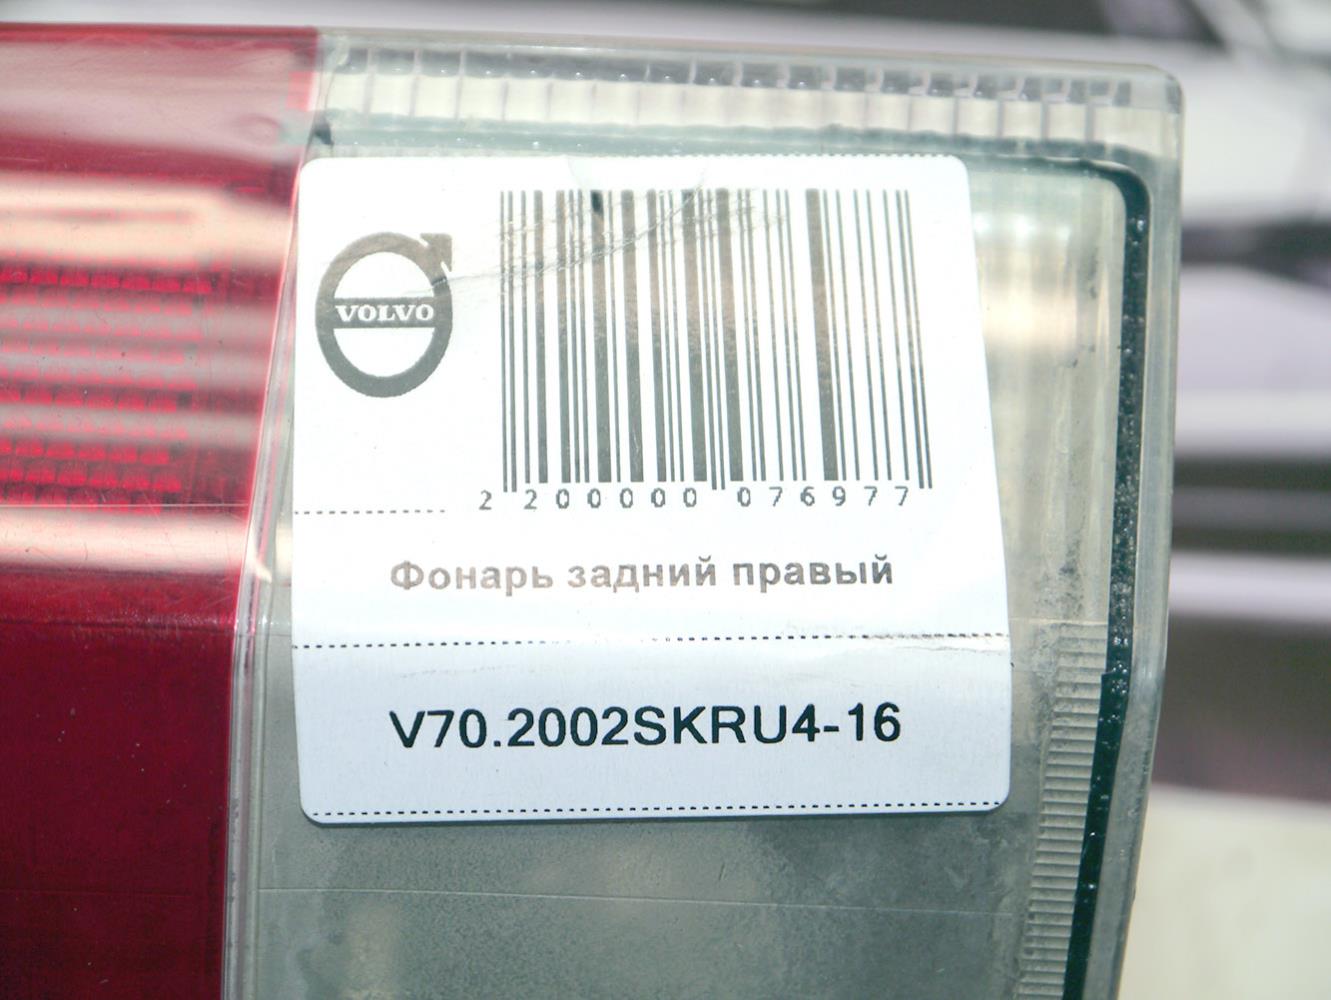 VOLVO
2 200000 076977
Фонарь задний правый
V70.2002SKRU4-16